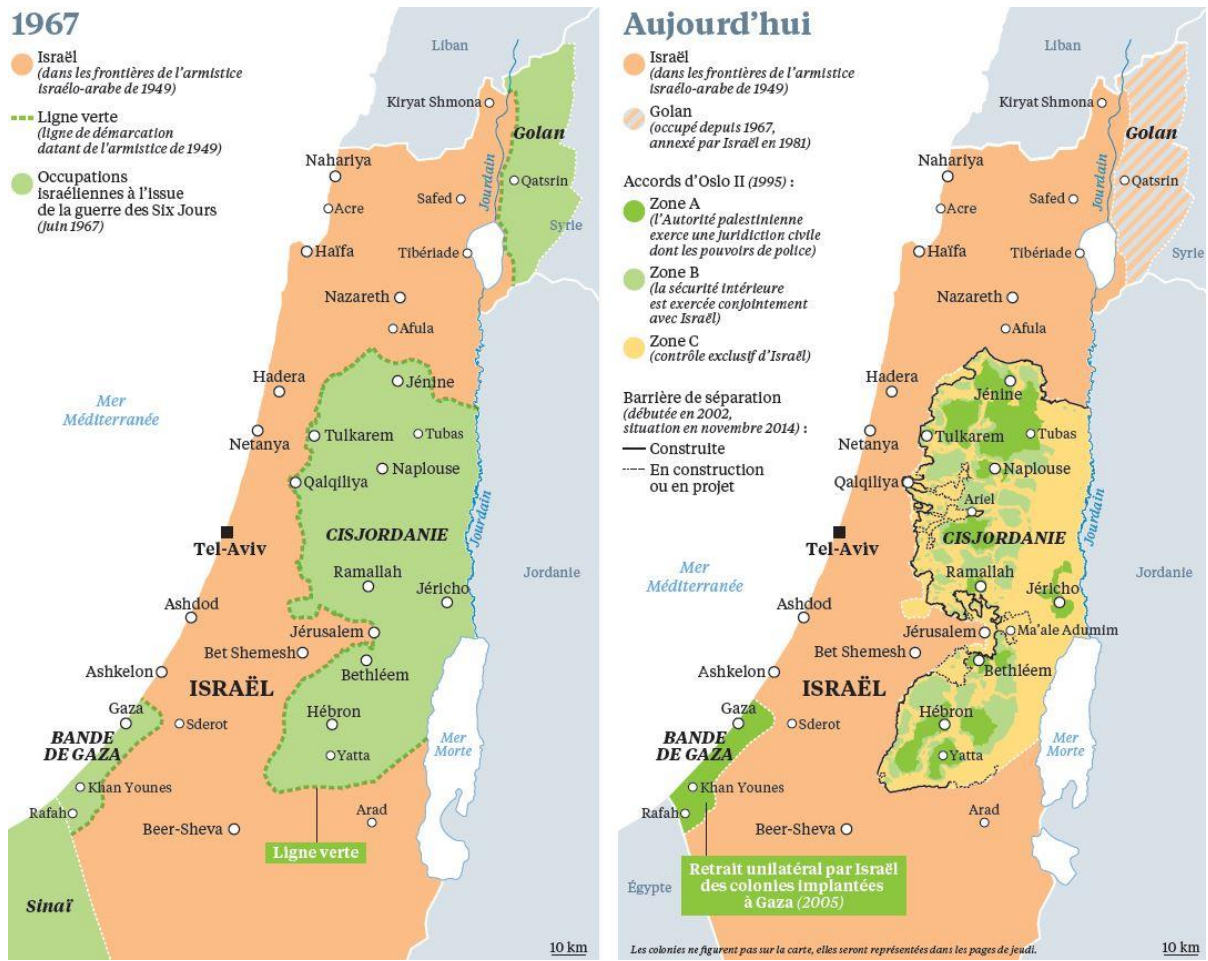 1967
Israël
(dans les frontières de l'armistice
israélo-arabe de 1949)
Ligne verte
(ligne de démarcation
datant de l'armistice de 1949)
Occupations
israéliennes à l'issue
de la guerre des Six Jours
(juin 1967)
Liban
Kiryat Shmona
Golan
Nahariya
Jourdain
Qatsrin
Safed
Acre
Syrie
Haïfa
Tibériade
Nazareth
Afula
Hadera
Jénine
Mer
Méditerranée
Netanya
Tulkarem
Tubas
Naplouse
Qalqiliya
Tel-Aviv
CISJORDANIE
Jourdain
Jordanie
Ramallah
Jéricho
Ashdod
Jérusalem
Bet Shemesh
Bethléem
Ashkelon
ISRAËL
Gaza
Sderot
Hébron
BANDE
DE GAZA
Mer
Morte
Yatta
Khan Younes
Rafah
Arad
Beer-Sheva
Ligne verte
Sinaï
10 km
Aujourd'hui
Israël
(dans les frontières de l'armistice
israélo-arabe de 1949)
Golan
(occupé depuis 1967,
annexé par Israël en 1981)
Accords d'Oslo II (1995) :
Zone A
(l'Autorité palestinienne
exerce une juridiction civile
dont les pouvoirs de police)
Zone B
(la sécurité intérieure
est exercée conjointement
avec Israël)
Zone C
(contrôle exclusif d'Israël)
Barrière de séparation
(débutée en 2002,
situation en novembre 2014) :
Construite
En construction
ou en projet
Liban
Kiryat Shmona
Golan
Nahariya
Jourdain
Qatsrin
Safed
Acre
Syrie
Haïfa
Tibériade
Nazareth
Afula
Hadera
Jénine
Netanya
Tulkarem
Tubas
Naplouse
Qalqiliya
Ariel
Tel-Aviv
CISJORDANIE
Jourdain
Mer
Méditerranée
Jordanie
Ramallah
Jéricho
Ashdod
Jérusalem
Ma'ale Adumim
Bet Shemesh
Bethléem
Ashkelon
ISRAËL
Gaza
Sderot
Hébron
BANDE
DE GAZA
Mer
Morte
Yatta
Khan Younes
Rafah
Arad
Beer-Sheva
Retrait unilatéral par Israël
des colonies implantées
à Gaza (2005)
Égypte
Les colonies ne figurent pas sur la carte, elles seront représentées dans les pages de jeudi.
10 km